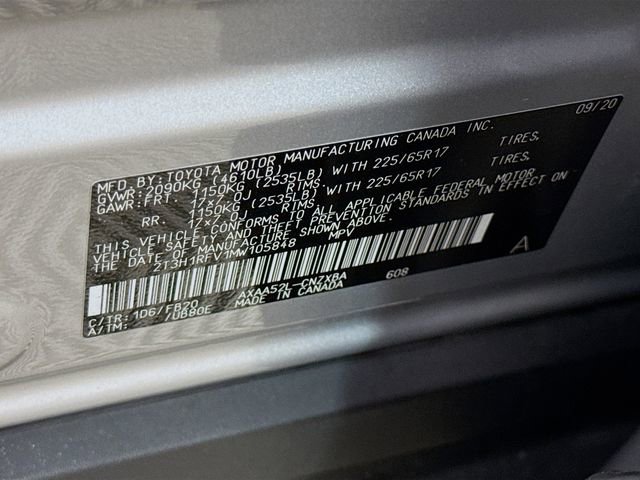 09/20
MFD. BY: TOYOTA MOTOR MANUFACTURING CANADA INC.
GVWR: 2090KG (4610LB)
GAWR: FRT. 1150KG (2535LB) WITH 225/65R17 TIRES,
17X7.0J RIMS,
RR. 1150KG (2535LB) WITH 225/65R17 TIRES,
17X7.0J RIMS.
THIS VEHICLE CONFORMS TO ALL APPLICABLE FEDERAL MOTOR
VEHICLE SAFETY AND THEFT PREVENTION STANDARDS IN EFFECT ON
THE DATE OF MANUFACTURE SHOWN ABOVE.
2T3H1RFV1MW105848 MPV
A
C/TR: 1D6/FB20 AXAA52L-CNZXBA 608
A/TM: /UB80E MADE IN CANADA